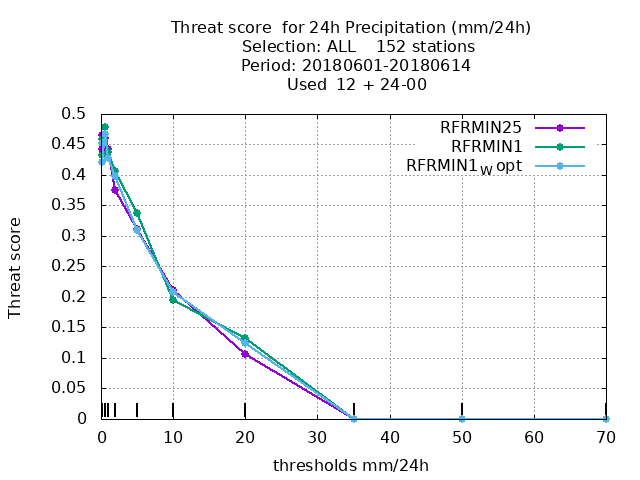 Threat score  for 24h Precipitation (mm/24h)
Selection: ALL    152 stations
Period: 20180601-20180614
Used  12 + 24-00
RFRMIN25
RFRMIN1
RFRMIN1W opt
Threat score
0.5
0.45
0.4
0.35
0.3
0.25
0.2
0.15
0.1
0.05
0
0 10 20 30 40 50 60 70
thresholds mm/24h